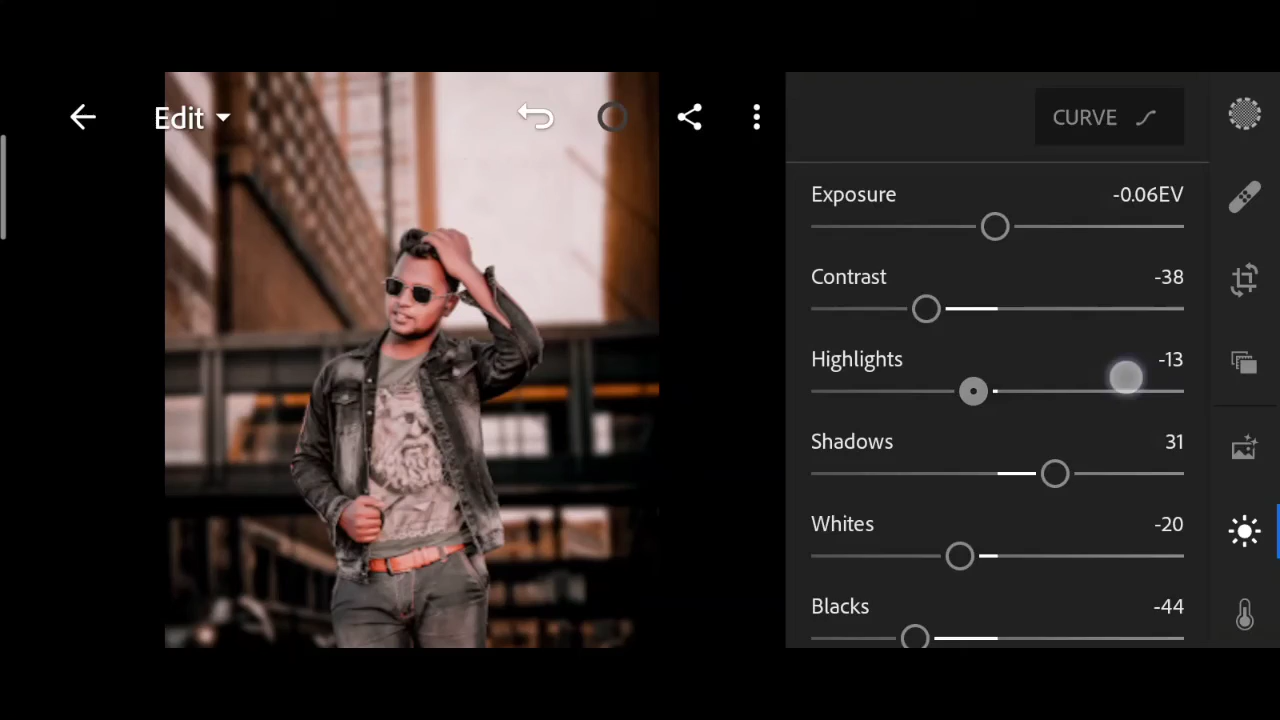 Edit
CURVE
Exposure -0.06EV
Contrast -38
Highlights -13
Shadows 31
Whites -20
Blacks -44